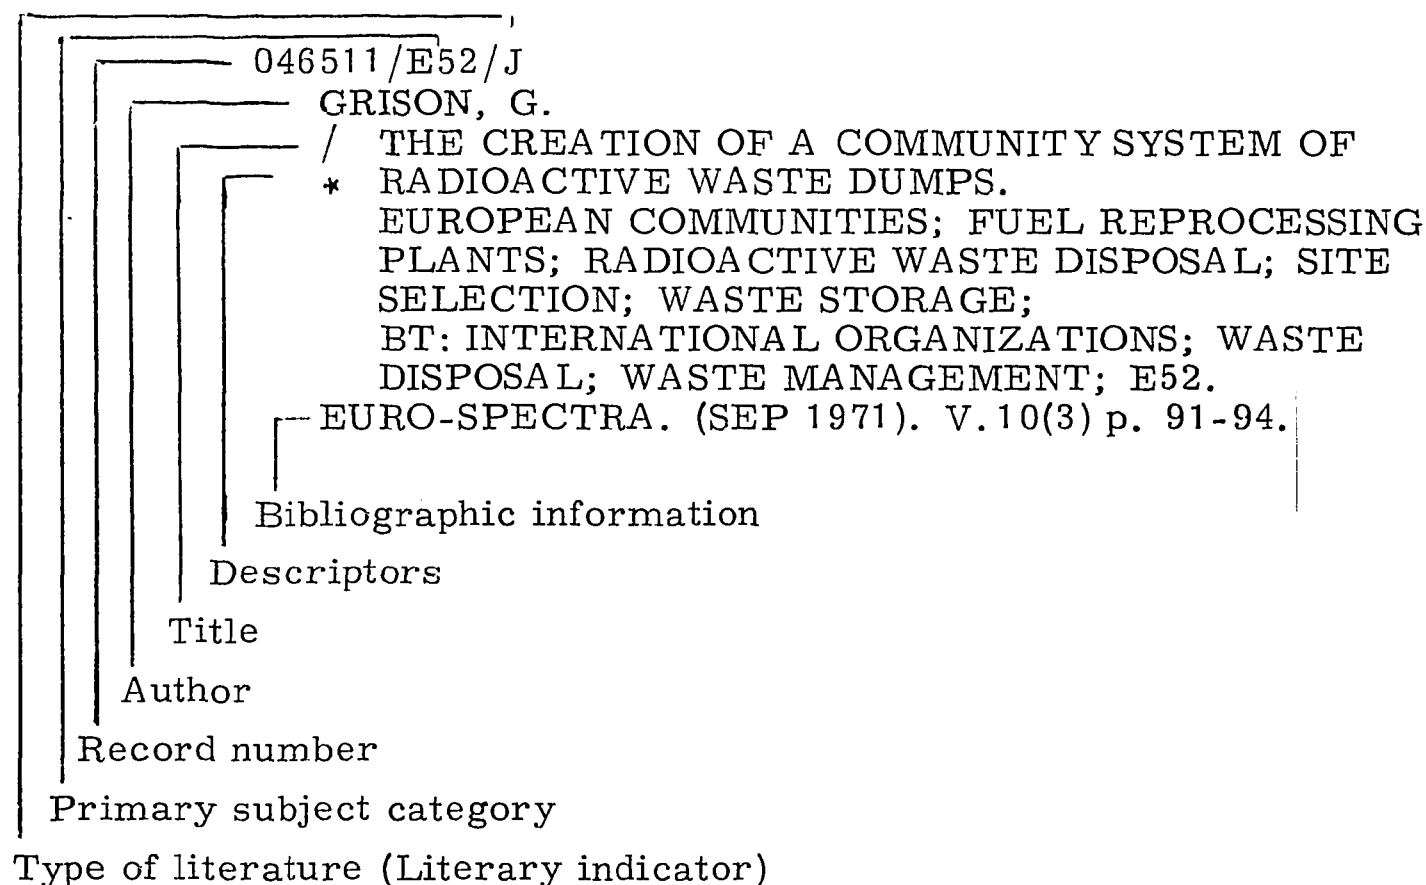 046511/E52/J
GRISON, G.
/ THE CREATION OF A COMMUNITY SYSTEM OF
* RADIOACTIVE WASTE DUMPS.
EUROPEAN COMMUNITIES; FUEL REPROCESSING
PLANTS; RADIOACTIVE WASTE DISPOSAL; SITE
SELECTION; WASTE STORAGE;
BT: INTERNATIONAL ORGANIZATIONS; WASTE
DISPOSAL; WASTE MANAGEMENT; E52.
EURO-SPECTRA. (SEP 1971). V.10(3) p. 91-94.
Bibliographic information
Descriptors
Title
Author
Record number
Primary subject category
Type of literature (Literary indicator)